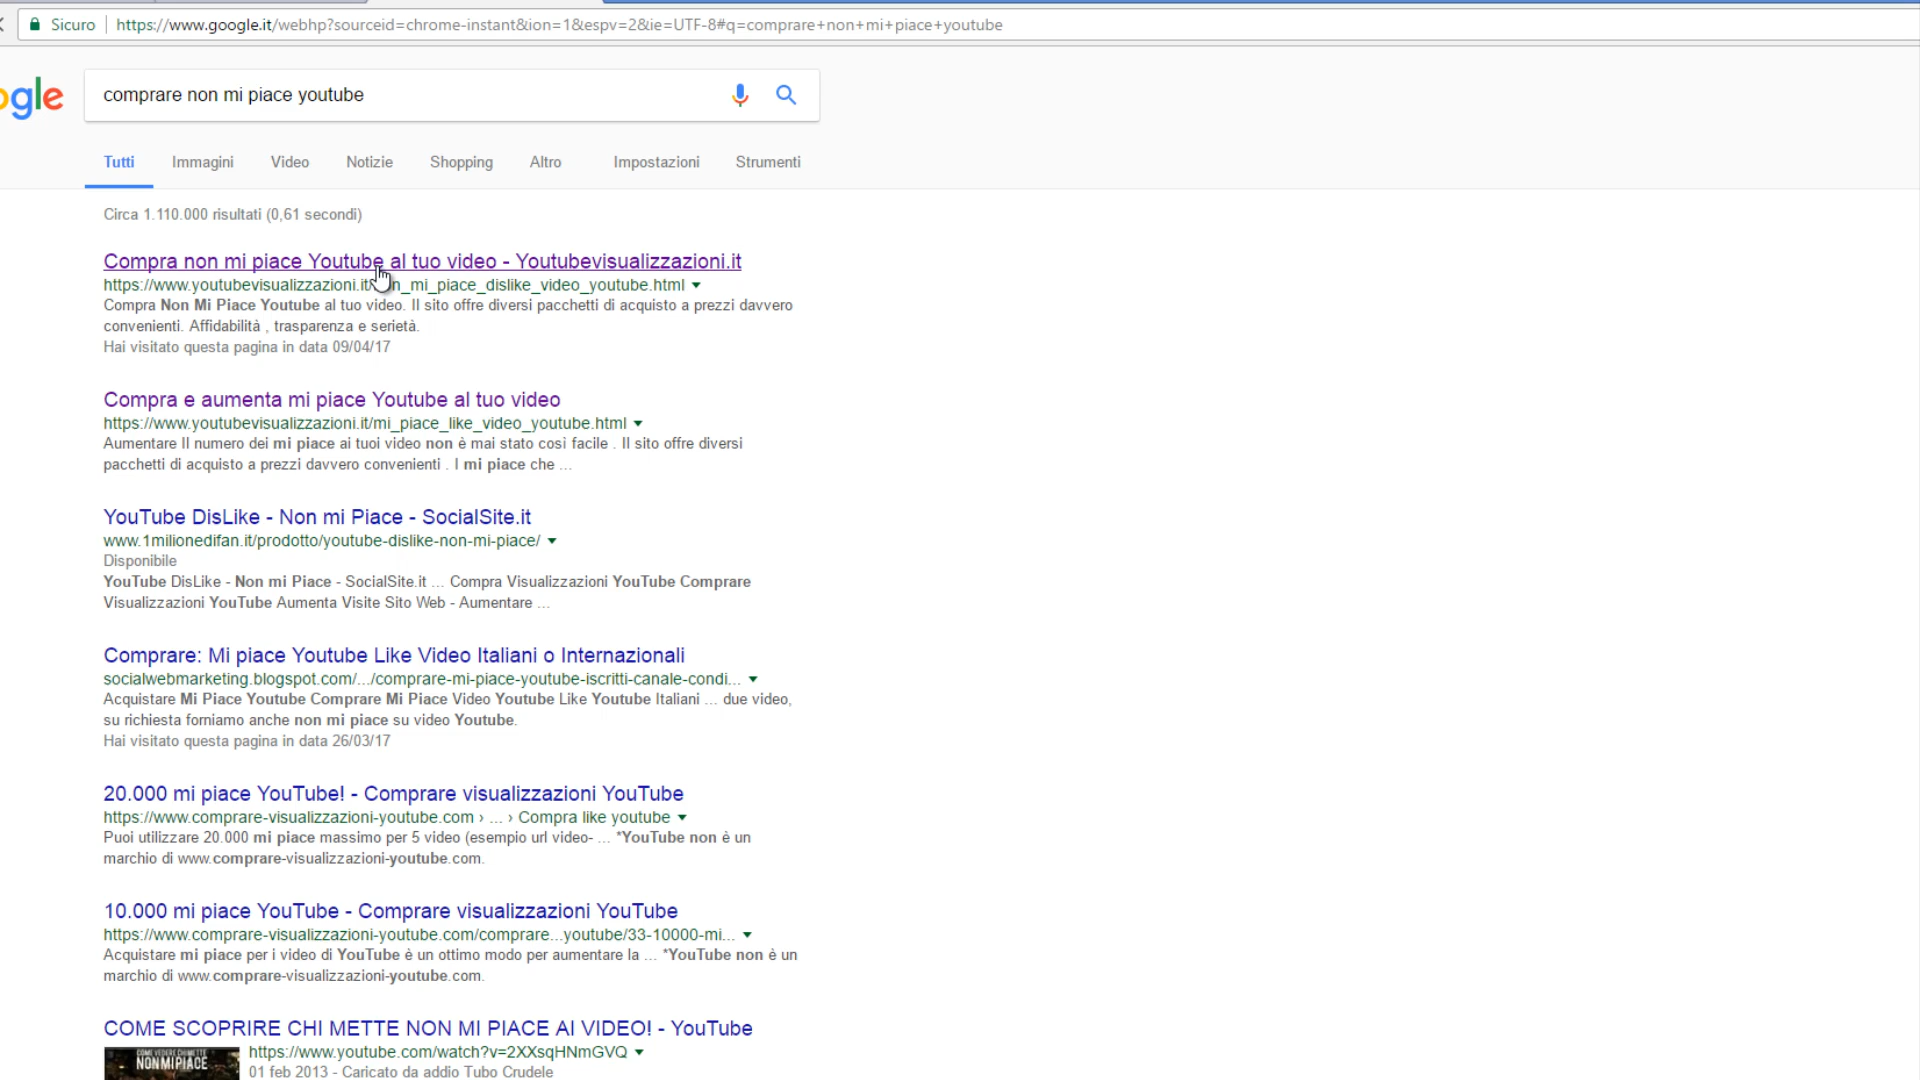 Sicuro https://www.google.it/webhp?sourceid=chrome-instant&ion=1&espv=2&ie=UTF-8#q=comprare+non+mi+piace+youtube
ogle comprare non mi piace youtube
Tutti Immagini Video Notizie Shopping Altro Impostazioni Strumenti
Circa 1.110.000 risultati (0,61 secondi)
Compra non mi piace Youtube al tuo video - Youtubevisualizzazioni.it
https://www.youtubevisualizzazioni.it/ n_mi_piace_dislike_video_youtube.html
Compra Non Mi Piace Youtube al tuo video. Il sito offre diversi pacchetti di acquisto a prezzi davvero
convenienti. Affidabilità , trasparenza e serietà.
Hai visitato questa pagina in data 09/04/17
Compra e aumenta mi piace Youtube al tuo video
https://www.youtubevisualizzazioni.it/mi_piace_like_video_youtube.html
Aumentare Il numero dei mi piace ai tuoi video non è mai stato così facile . Il sito offre diversi
pacchetti di acquisto a prezzi davvero convenienti . I mi piace che ...
YouTube DisLike - Non mi Piace - SocialSite.it
www.1milionedifan.it/prodotto/youtube-dislike-non-mi-piace/
Disponibile
YouTube DisLike - Non mi Piace - SocialSite.it ... Compra Visualizzazioni YouTube Comprare
Visualizzazioni YouTube Aumenta Visite Sito Web - Aumentare ...
Comprare: Mi piace Youtube Like Video Italiani o Internazionali
socialwebmarketing.blogspot.com/.../comprare-mi-piace-youtube-iscritti-canale-condi...
Acquistare Mi Piace Youtube Comprare Mi Piace Video Youtube Like Youtube Italiani ... due video,
su richiesta forniamo anche non mi piace su video Youtube.
Hai visitato questa pagina in data 26/03/17
20.000 mi piace YouTube! - Comprare visualizzazioni YouTube
https://www.comprare-visualizzazioni-youtube.com › ... › Compra like youtube
Puoi utilizzare 20.000 mi piace massimo per 5 video (esempio url video- ... *YouTube non è un
marchio di www.comprare-visualizzazioni-youtube.com.
10.000 mi piace YouTube - Comprare visualizzazioni YouTube
https://www.comprare-visualizzazioni-youtube.com/comprare...youtube/33-10000-mi...
Acquistare mi piace per i video di YouTube è un ottimo modo per aumentare la ... *YouTube non è un
marchio di www.comprare-visualizzazioni-youtube.com.
COME SCOPRIRE CHI METTE NON MI PIACE AI VIDEO! - YouTube
COME VEDERE CHI METTE
NON MI PIACE
https://www.youtube.com/watch?v=2XXsqHNmGVQ
01 feb 2013 - Caricato da addio Tubo Crudele